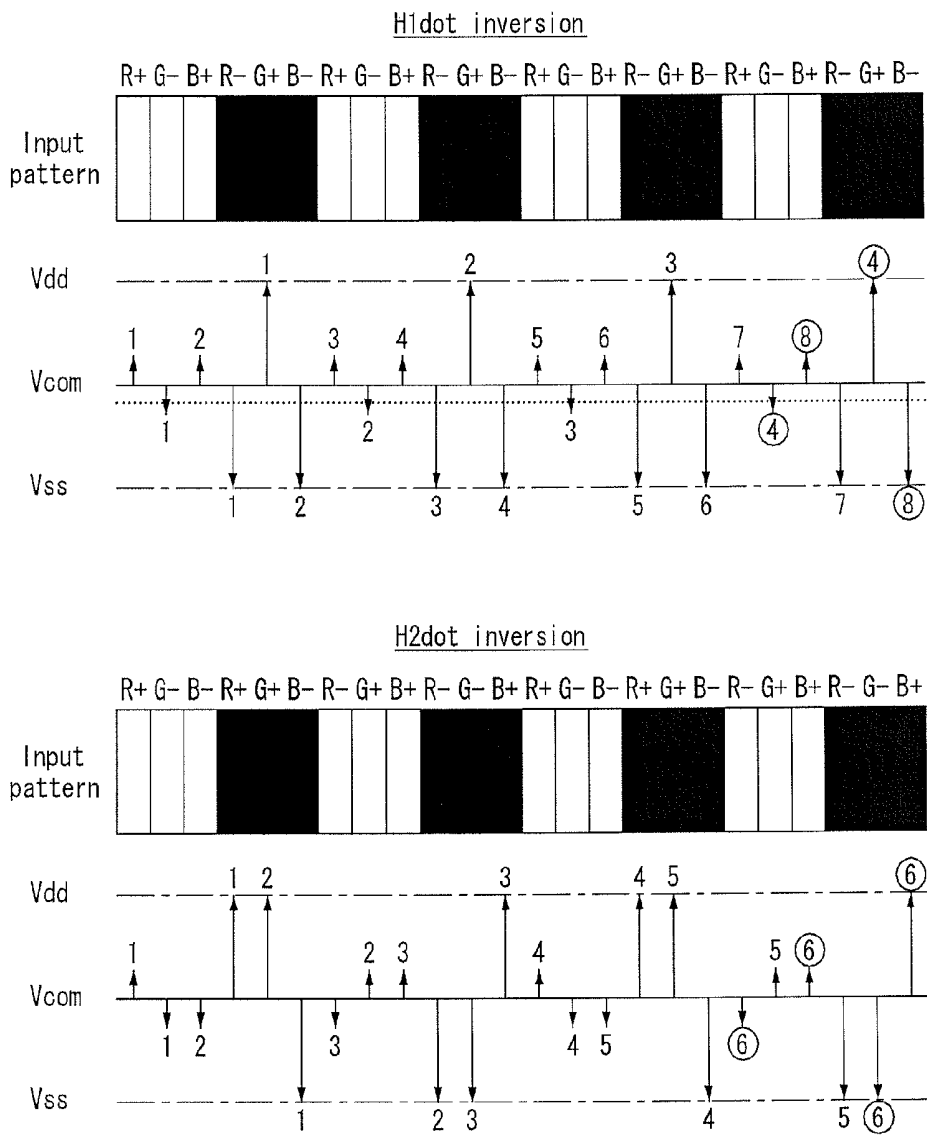 H1dot inversion
R+ G- B+ R- G+ B- R+ G- B+ R- G+ B- R+ G- B+ R- G+ B- R+ G- B+ R- G+ B-
Input
pattern
Vdd
1 2 3 4
1 2 3 4 5 6 7 8
Vcom
1 2 3 4
Vss
1 2 3 4 5 6 7 8
H2dot inversion
R+ G- B- R+ G+ B- R- G+ B+ R- G- B+ R+ G- B- R+ G+ B- R- G+ B+ R- G- B+
Input
pattern
1 2 3 4 5 6
Vdd
1 2 3 4 5 6
Vcom
1 2 3 4 5 6
Vss
1 2 3 4 5 6